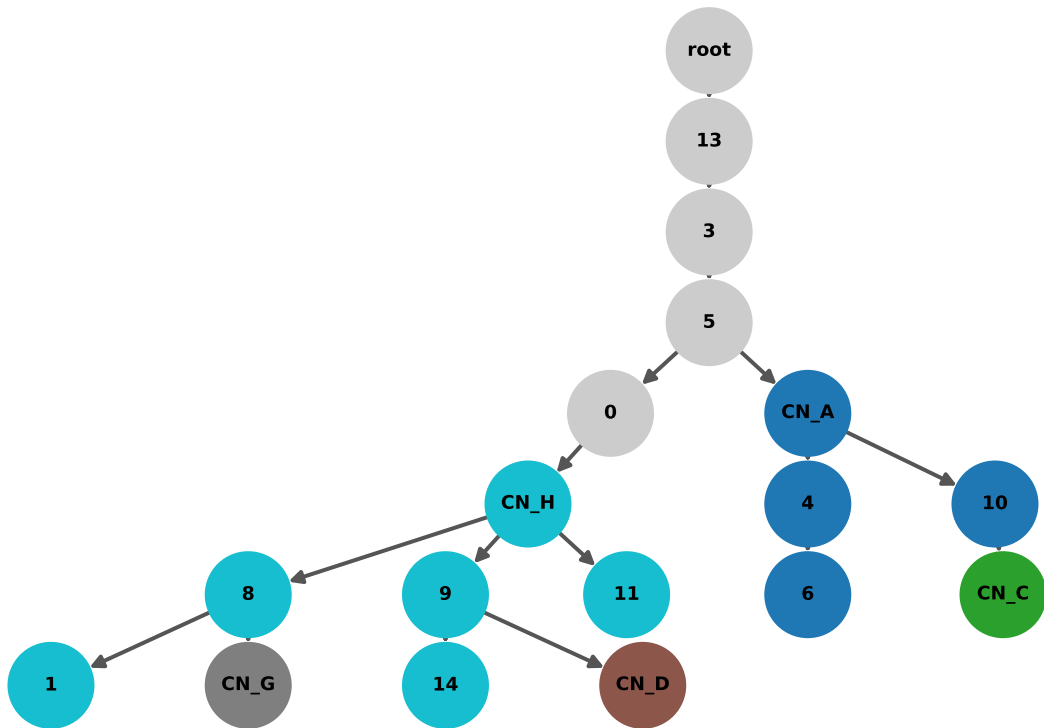 root
13
3
5
0 CN_A
CN_H 4 10
8 9 11 6 CN_C
1 CN_G 14 CN_D